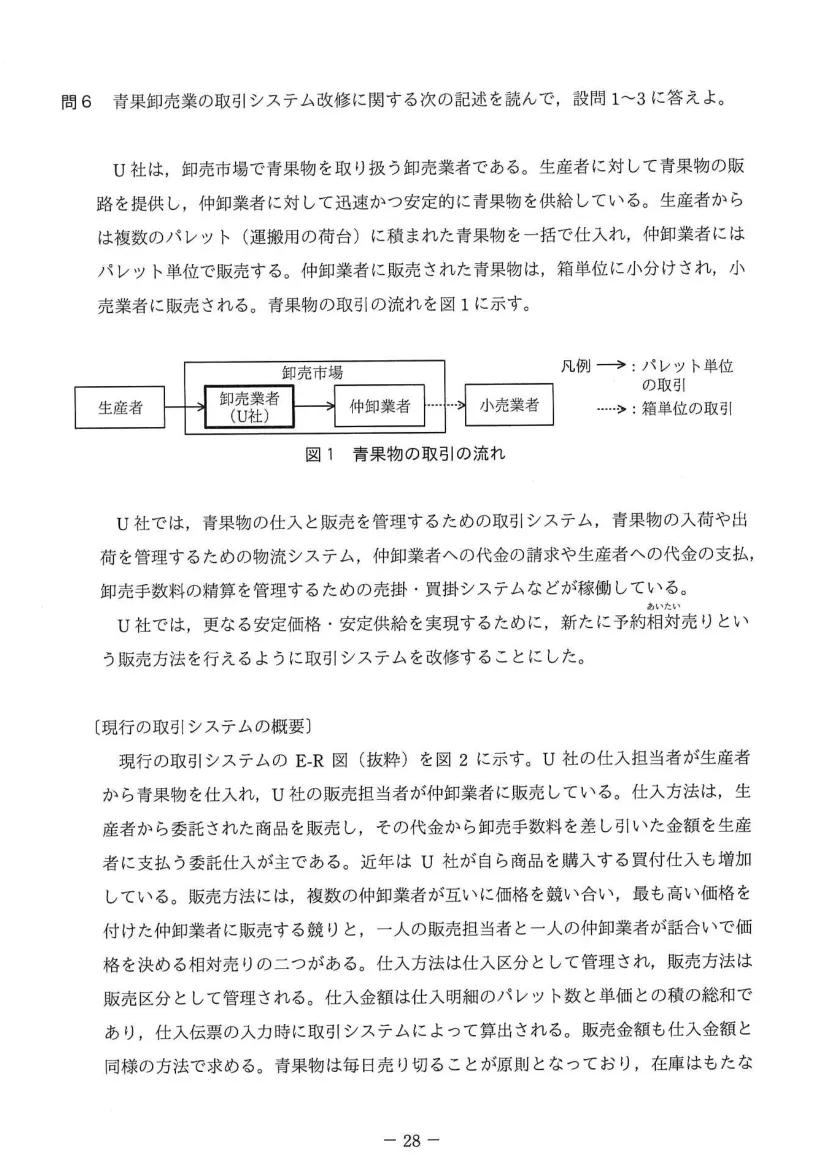 問6 青果卸売業の取引システム改修に関する次の記述を読んで，設問1～3に答えよ。
U社は，卸売市場で青果物を取り扱う卸売業者である。生産者に対して青果物の販
路を提供し，仲卸業者に対して迅速かつ安定的に青果物を供給している。生産者から
は複数のパレット（運搬用の荷台）に積まれた青果物を一括で仕入れ，仲卸業者には
パレット単位で販売する。仲卸業者に販売された青果物は，箱単位に小分けされ，小
売業者に販売される。青果物の取引の流れを図1に示す。
卸売市場
生産者
卸売業者
（U社）
仲卸業者
小売業者
凡例 ―→：パレット単位
の取引
┈┈→：箱単位の取引
図1 青果物の取引の流れ
U社では，青果物の仕入と販売を管理するための取引システム，青果物の入荷や出
荷を管理するための物流システム，仲卸業者への代金の請求や生産者への代金の支払，
卸売手数料の精算を管理するための売掛・買掛システムなどが稼働している。
あいたい
U社では，更なる安定価格・安定供給を実現するために，新たに予約相対売りとい
う販売方法を行えるように取引システムを改修することにした。
〔現行の取引システムの概要〕
現行の取引システムの E-R 図（抜粋）を図2に示す。U社の仕入担当者が生産者
から青果物を仕入れ，U社の販売担当者が仲卸業者に販売している。仕入方法は，生
産者から委託された商品を販売し，その代金から卸売手数料を差し引いた金額を生産
者に支払う委託仕入が主である。近年は U 社が自ら商品を購入する買付仕入も増加
している。販売方法には，複数の仲卸業者が互いに価格を競い合い，最も高い価格を
付けた仲卸業者に販売する競りと，一人の販売担当者と一人の仲卸業者が話合いで価
格を決める相対売りの二つがある。仕入方法は仕入区分として管理され，販売方法は
販売区分として管理される。仕入金額は仕入明細のパレット数と単価との積の総和で
あり，仕入伝票の入力時に取引システムによって算出される。販売金額も仕入金額と
同様の方法で求める。青果物は毎日売り切ることが原則となっており，在庫はもたな
－ 28 －